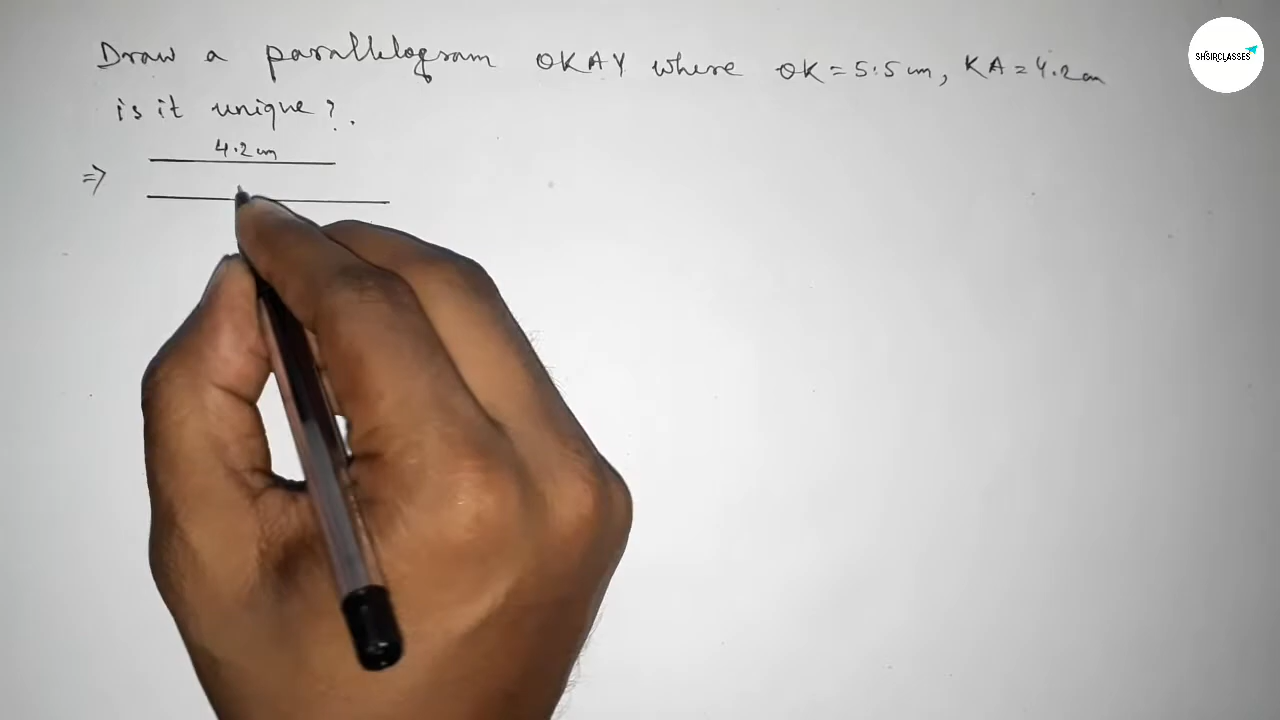 Draw a parallelogram OKAY where OK = 5.5 cm, KA = 4.2 cm
is it unique?.
4.2 cm
⇒
SHSIRCLASSES